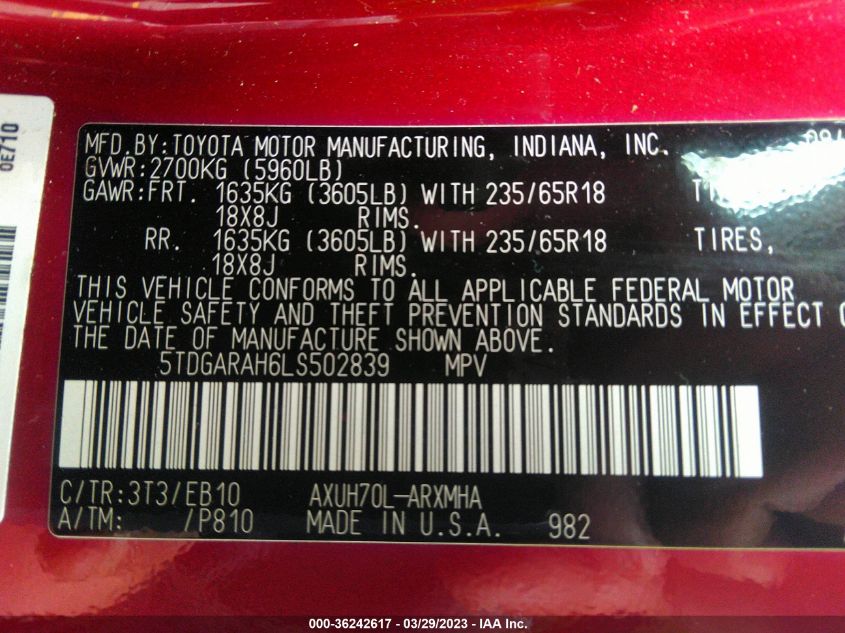 0E710
MFD. BY:TOYOTA MOTOR MANUFACTURING, INDIANA, INC.
GVWR:2700KG (5960LB)
GAWR:FRT. 1635KG (3605LB) WITH 235/65R18
18X8J RIMS.
RR. 1635KG (3605LB) WITH 235/65R18 TIRES,
18X8J RIMS.
THIS VEHICLE CONFORMS TO ALL APPLICABLE FEDERAL MOTOR
VEHICLE SAFETY AND THEFT PREVENTION STANDARDS IN EFFECT
THE DATE OF MANUFACTURE SHOWN ABOVE.
5TDGARAH6LS502839 MPV
C/TR:3T3/EB10 AXUH70L-ARXMHA
A/TM: /P810 MADE IN U.S.A. 982
000-36242617 - 03/29/2023 - IAA Inc.